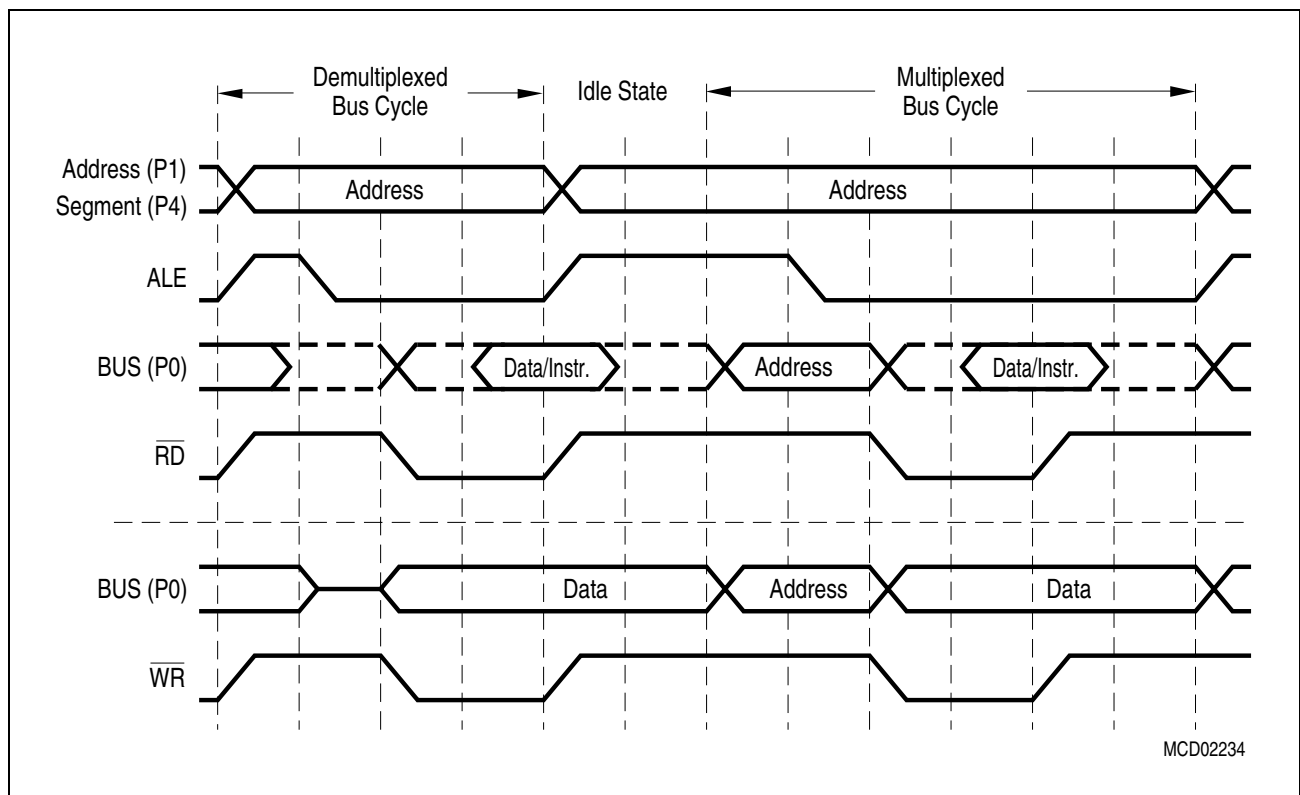 Demultiplexed
Bus Cycle
Idle State
Multiplexed
Bus Cycle
Address (P1)
Segment (P4)
Address
Address
ALE
BUS (P0)
Data/Instr.
Address
Data/Instr.
RD
BUS (P0)
Data
Address
Data
WR
MCD02234